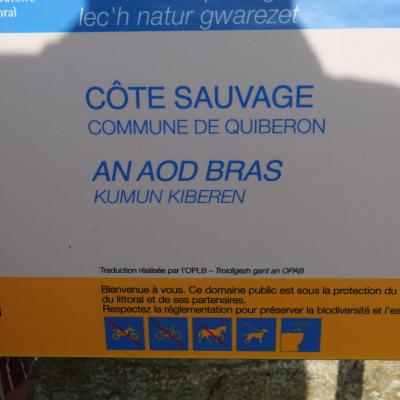 oral
lec'h natur gwarezet
CÔTE SAUVAGE
COMMUNE DE QUIBERON
AN AOD BRAS
KUMUN KIBEREN
Traduction réalisée par l'OPLB – Troidigezh gant an OPAB
Bienvenue à vous. Ce domaine public est sous la protection du
du littoral et de ses partenaires.
Respectez la réglementation pour préserver la biodiversité et l'es